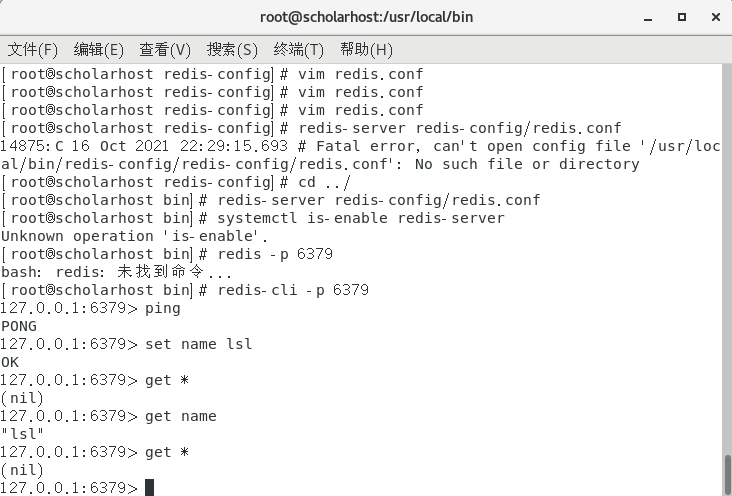 root@scholarhost:/usr/local/bin
文件(F) 编辑(E) 查看(V) 搜索(S) 终端(T) 帮助(H)
[root@scholarhost redis-config]# vim redis.conf
[root@scholarhost redis-config]# vim redis.conf
[root@scholarhost redis-config]# vim redis.conf
[root@scholarhost redis-config]# redis-server redis-config/redis.conf
14875:C 16 Oct 2021 22:29:15.693 # Fatal error, can't open config file '/usr/loc
al/bin/redis-config/redis-config/redis.conf': No such file or directory
[root@scholarhost redis-config]# cd ../
[root@scholarhost bin]# redis-server redis-config/redis.conf
[root@scholarhost bin]# systemctl is-enable redis-server
Unknown operation 'is-enable'.
[root@scholarhost bin]# redis -p 6379
bash: redis: 未找到命令...
[root@scholarhost bin]# redis-cli -p 6379
127.0.0.1:6379> ping
PONG
127.0.0.1:6379> set name lsl
OK
127.0.0.1:6379> get *
(nil)
127.0.0.1:6379> get name
"lsl"
127.0.0.1:6379> get *
(nil)
127.0.0.1:6379>